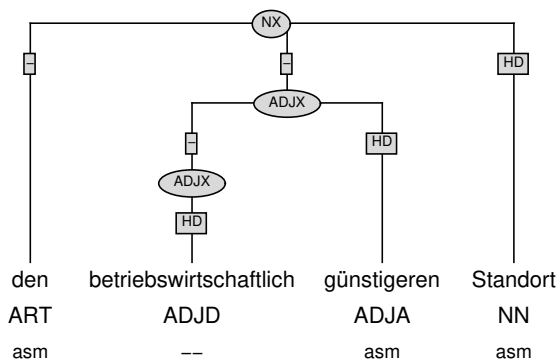 NX
– – HD
ADJX
– HD
ADJX
HD
den betriebswirtschaftlich günstigeren Standort
ART ADJD ADJA NN
asm -- asm asm